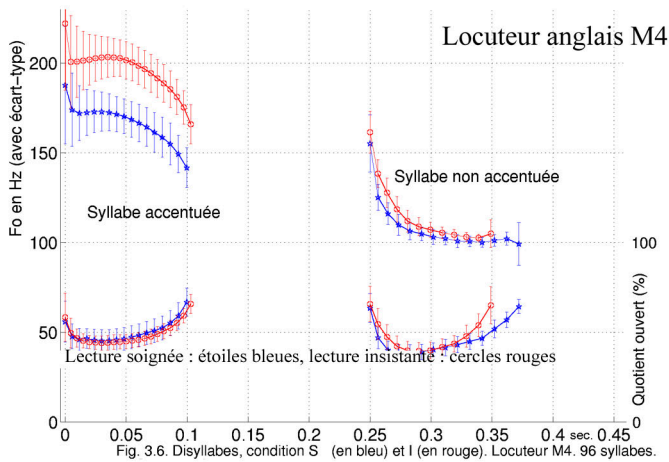 Locuteur anglais M4
Fo en Hz (avec écart-type)
200
150
100
50
0
Syllabe accentuée
Syllabe non accentuée
100
50
0
Quotient ouvert (%)
Lecture soignée : étoiles bleues, lecture insistante : cercles rouges
0 0.05 0.1 0.15 0.2 0.25 0.3 0.35 0.4 sec. 0.45
Fig. 3.6. Disyllabes, condition S (en bleu) et I (en rouge). Locuteur M4. 96 syllabes.